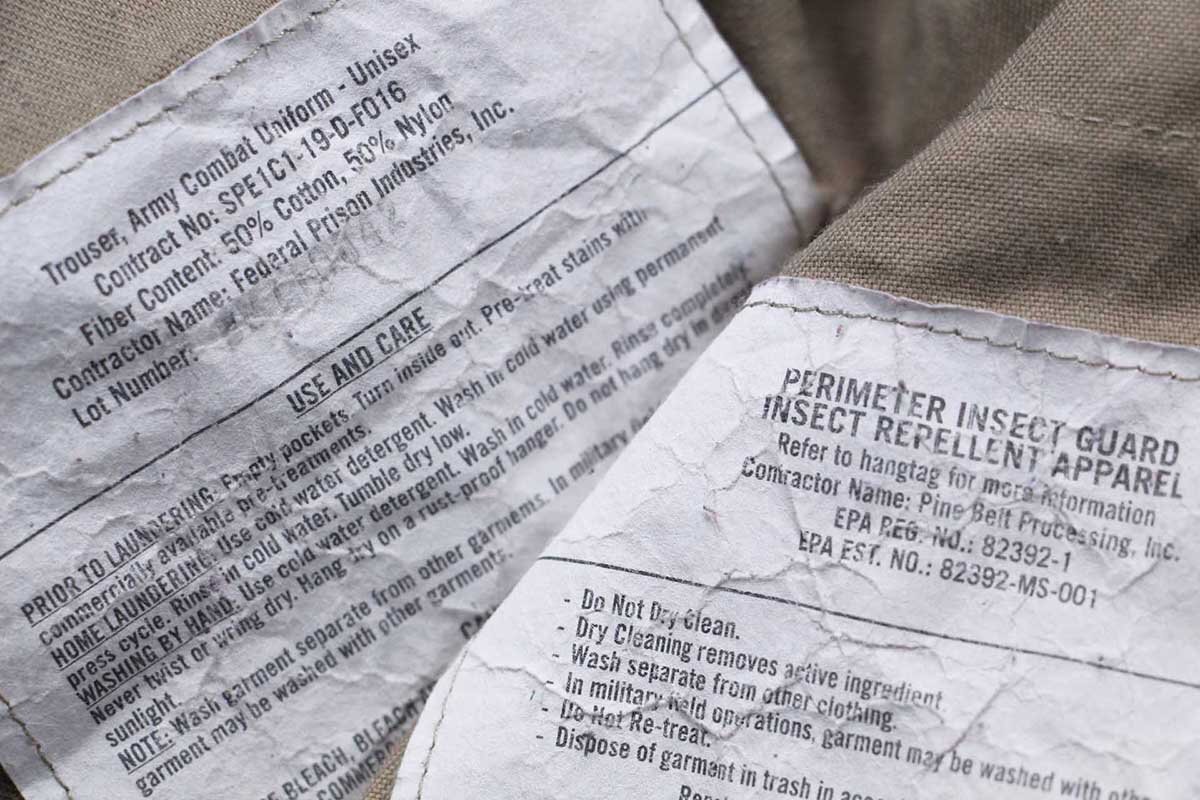 Trouser, Army Combat Uniform - Unisex
Contract No: SPE1C1-19-D-F016
Fiber Content: 50% Cotton, 50% Nylon
Contractor Name: Federal Prison Industries, Inc.
Lot Number:
USE AND CARE
PRIOR TO LAUNDERING: Empty pockets. Turn inside out. Pre-treat stains with
commercially available pre-treatments.
HOME LAUNDERING: Use cold water detergent. Wash in cold water using permanent
press cycle. Rinse in cold water. Tumble dry low.
WASHING BY HAND: Use cold water detergent. Wash in cold water. Rinse completely.
Never twist or wring dry. Hang dry on a rust-proof hanger. Do not hang dry in
sunlight.
NOTE: Wash garment separate from other garments. In military
garment may be washed with other garments.
BLEACH,
PERIMETER INSECT GUARD
INSECT REPELLENT APPAREL
Refer to hangtag for more information
Contractor Name: Pine Belt Processing, Inc.
EPA REG. NO.: 82392-1
EPA EST. NO.: 82392-MS-001
- Do Not Dry Clean.
- Dry Cleaning removes active ingredient
- Wash separate from other clothing.
- In military field operations, garment may be washed with
- Do Not Re-treat.
- Dispose of garment in trash in